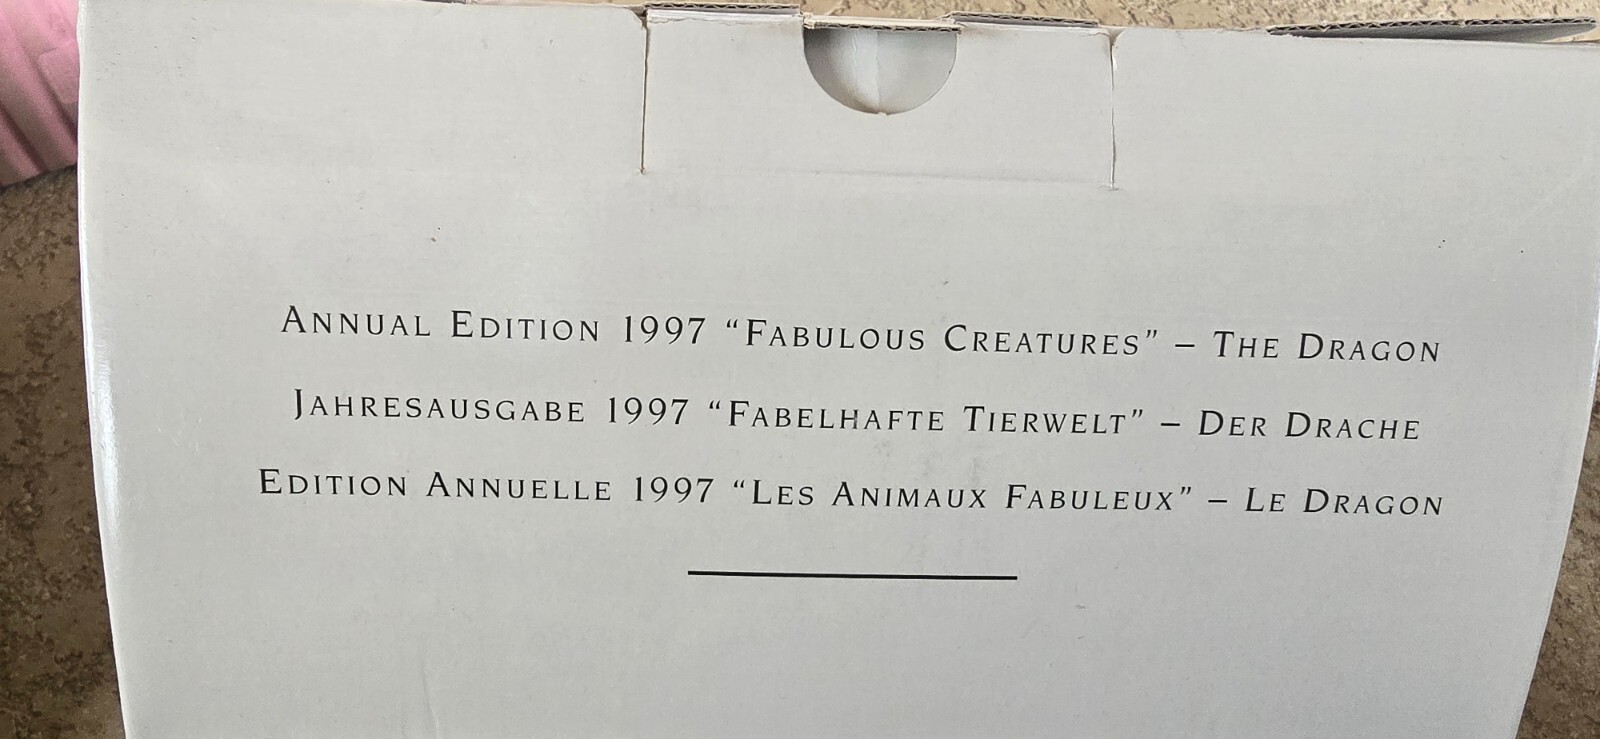 Annual Edition 1997 “Fabulous Creatures” – The Dragon
Jahresausgabe 1997 “Fabelhafte Tierwelt” – Der Drache
Edition Annuelle 1997 “Les Animaux Fabuleux” – Le Dragon